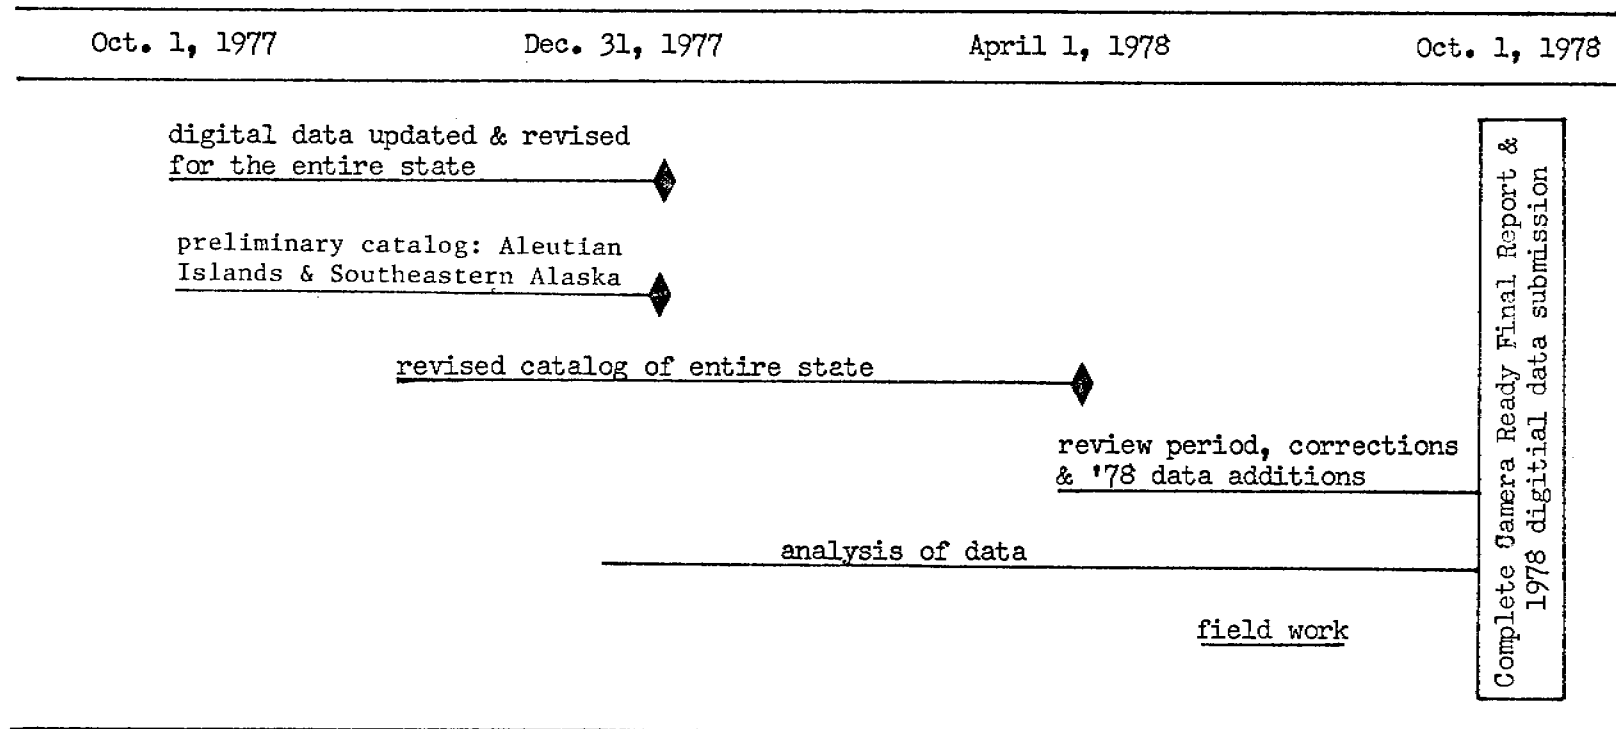 Oct. 1, 1977 Dec. 31, 1977 April 1, 1978 Oct. 1, 1978
digital data updated & revised
for the entire state
preliminary catalog: Aleutian
Islands & Southeastern Alaska
revised catalog of entire state
review period, corrections
& '78 data additions
analysis of data
field work
Complete Camera Ready Final Report &
1978 digitial data submission